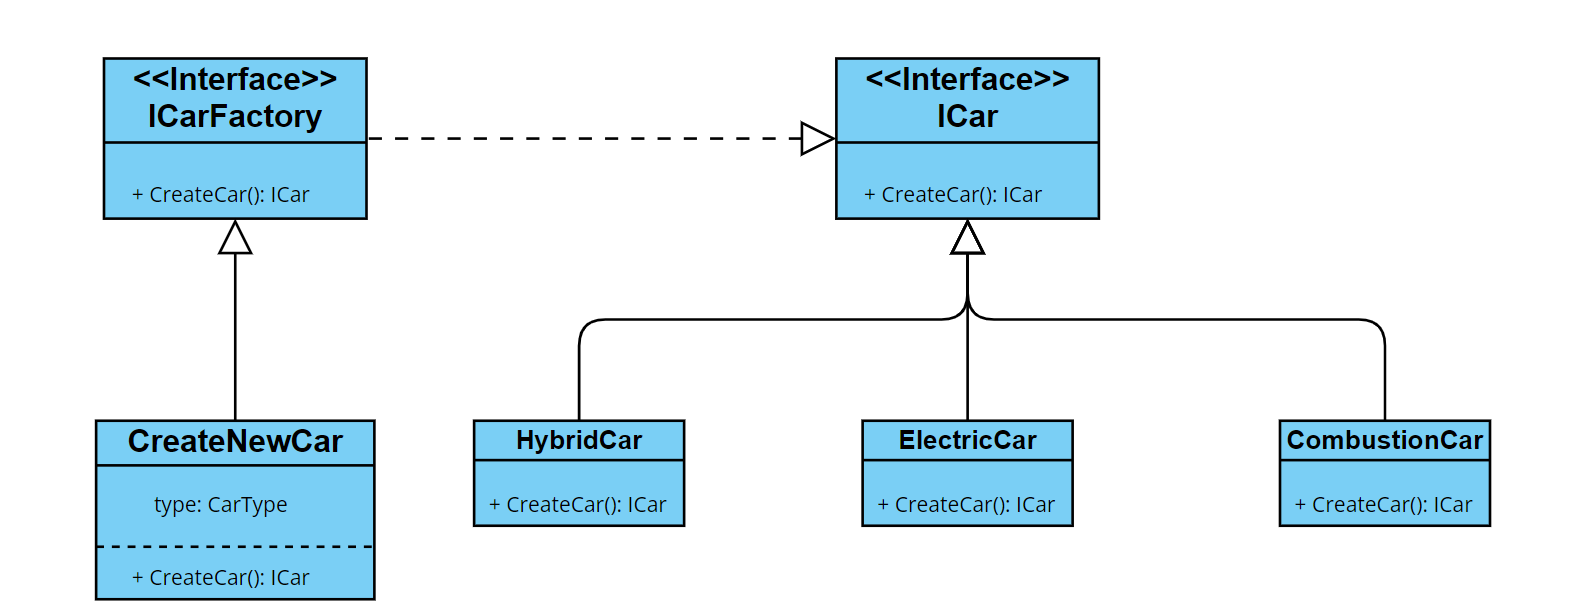 <<Interface>>
ICarFactory
+ CreateCar(): ICar
<<Interface>>
ICar
+ CreateCar(): ICar
CreateNewCar
type: CarType
+ CreateCar(): ICar
HybridCar
+ CreateCar(): ICar
ElectricCar
+ CreateCar(): ICar
CombustionCar
+ CreateCar(): ICar